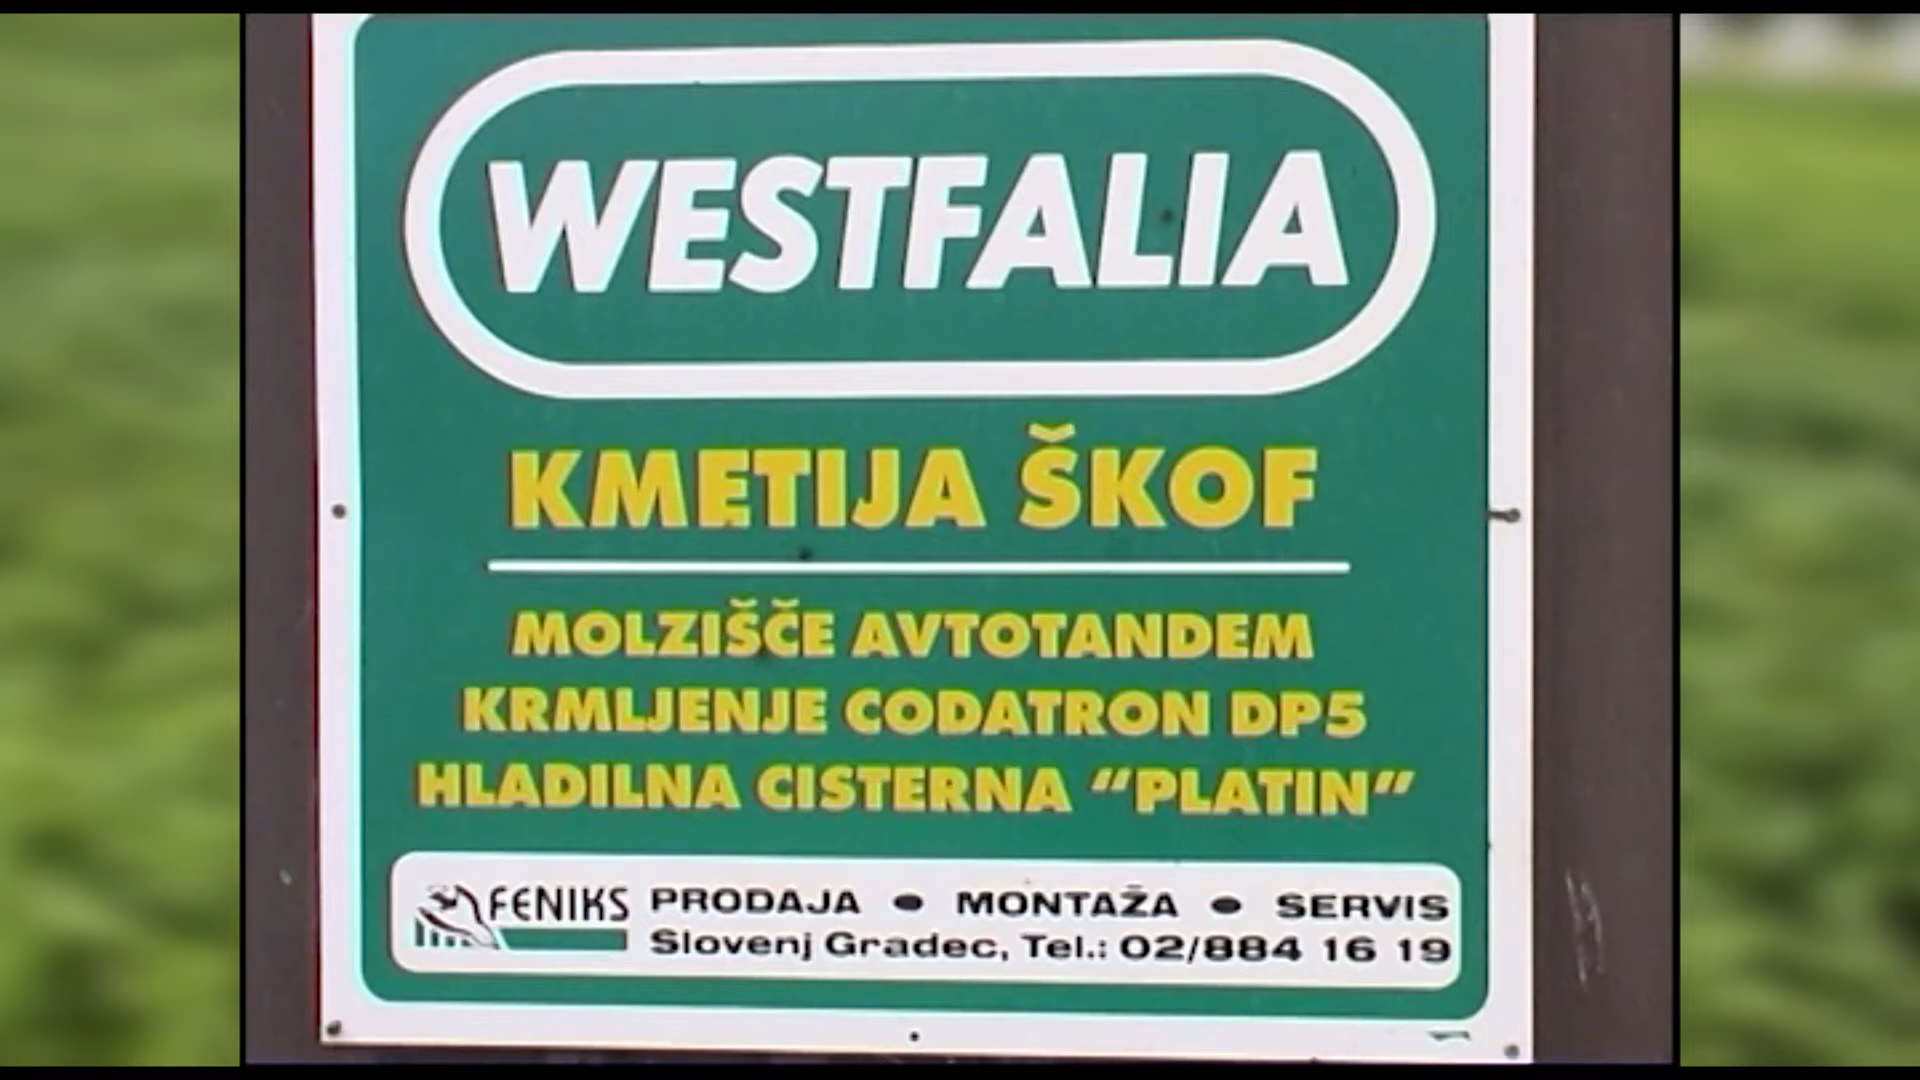 WESTFALIA
KMETIJA ŠKOF
MOLZIŠČE AVTOTANDEM
KRMLJENJE CODATRON DP5
HLADILNA CISTERNA “PLATIN”
FENIKS PRODAJA ● MONTAŽA ● SERVIS
Slovenj Gradec, Tel.: 02/884 16 19